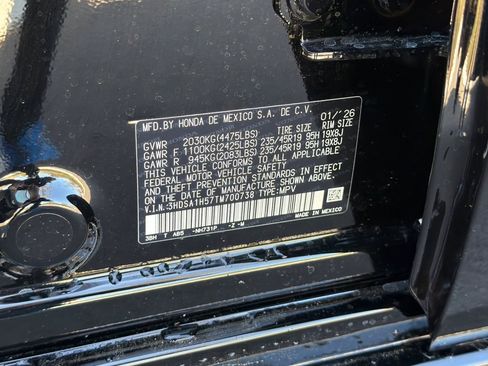 MFD.BY HONDA DE MEXICO S.A. DE C.V. 01/'26
GVWR 2030KG(4475LBS) TIRE SIZE RIM SIZE
GAWR F 1100KG(2425LBS) 235/45R19 95H 19X8J
GAWR R 945KG(2083LBS) 235/45R19 95H 19X8J
THIS VEHICLE CONFORMS TO ALL APPLICABLE
FEDERAL MOTOR VEHICLE SAFETY
AND THEFT PREVENTION STANDARDS IN EFFECT
ON THE DATE OF MANUFACTURE SHOWN ABOVE.
V.I.N:3HDSA1H57TM700738 TYPE:MPV
3BH T AB5 -NH731P -Z -W MADE IN MEXICO